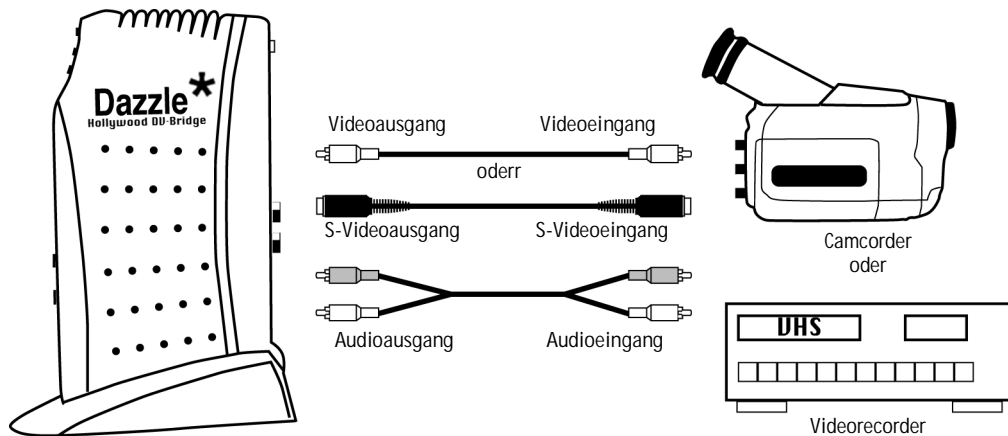 Dazzle*
Hollywood DV-Bridge
Videoausgang
Videoeingang
oderr
S-Videoausgang
S-Videoeingang
Audioausgang
Audioeingang
Camcorder
oder
VHS
Videorecorder